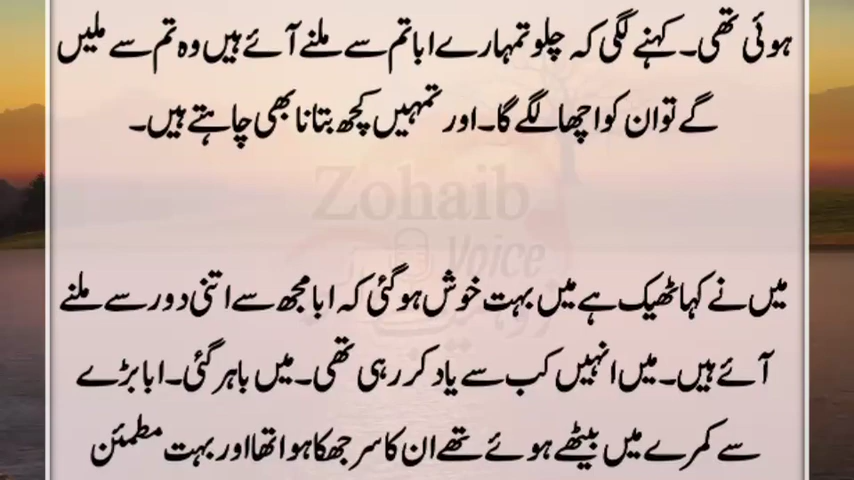 ہوئی تھی۔ کہنے لگی کہ چلو تمہارے ابا تم سے ملنے آئے ہیں وہ تم سے ملیں
گے تو ان کو اچھا لگے گا۔ اور تمہیں کچھ بتانا بھی چاہتے ہیں۔
Zohaib
Voice
میں نے کہا ٹھیک ہے میں بہت خوش ہو گئی کہ ابا مجھ سے اتنی دور سے ملنے
آئے ہیں۔ میں انہیں کب سے یاد کر رہی تھی۔ میں باہر گئی۔ ابا بڑے
سے کمرے میں بیٹھے ہوئے تھے ان کا سر جھکا ہوا تھا اور بہت مطمئن